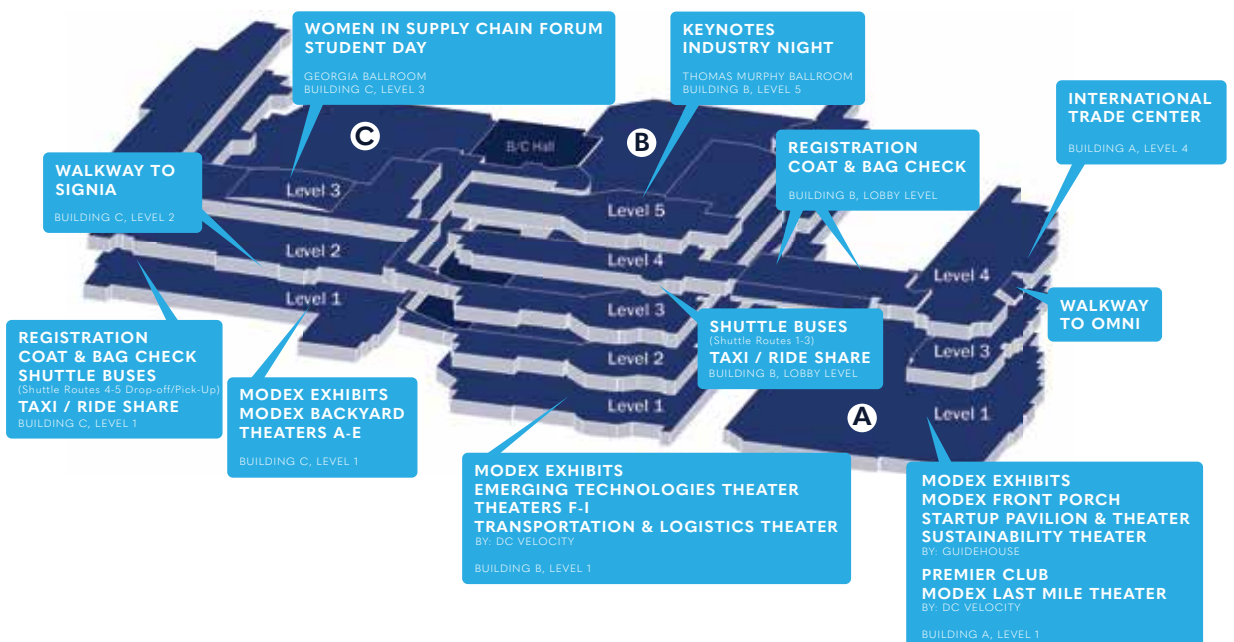 WOMEN IN SUPPLY CHAIN FORUM
STUDENT DAY
GEORGIA BALLROOM
BUILDING C, LEVEL 3
KEYNOTES
INDUSTRY NIGHT
THOMAS MURPHY BALLROOM
BUILDING B, LEVEL 5
INTERNATIONAL
TRADE CENTER
BUILDING A, LEVEL 4
C
B/C Hall
B
REGISTRATION
COAT & BAG CHECK
BUILDING B, LOBBY LEVEL
WALKWAY TO
SIGNIA
BUILDING C, LEVEL 2
Level 3
Level 5
Level 2
Level 4
Level 4
Level 1
Level 3
WALKWAY
TO OMNI
REGISTRATION
COAT & BAG CHECK
SHUTTLE BUSES
(Shuttle Routes 4-5 Drop-off/Pick-Up)
TAXI / RIDE SHARE
BUILDING C, LEVEL 1
SHUTTLE BUSES
(Shuttle Routes 1-3)
TAXI / RIDE SHARE
BUILDING B, LOBBY LEVEL
Level 3
Level 2
MODEX EXHIBITS
MODEX BACKYARD
THEATERS A-E
BUILDING C, LEVEL 1
Level 1
A
Level 1
MODEX EXHIBITS
EMERGING TECHNOLOGIES THEATER
THEATERS F-I
TRANSPORTATION & LOGISTICS THEATER
BY: DC VELOCITY
BUILDING B, LEVEL 1
MODEX EXHIBITS
MODEX FRONT PORCH
STARTUP PAVILION & THEATER
SUSTAINABILITY THEATER
BY: GUIDEHOUSE
PREMIER CLUB
MODEX LAST MILE THEATER
BY: DC VELOCITY
BUILDING A, LEVEL 1